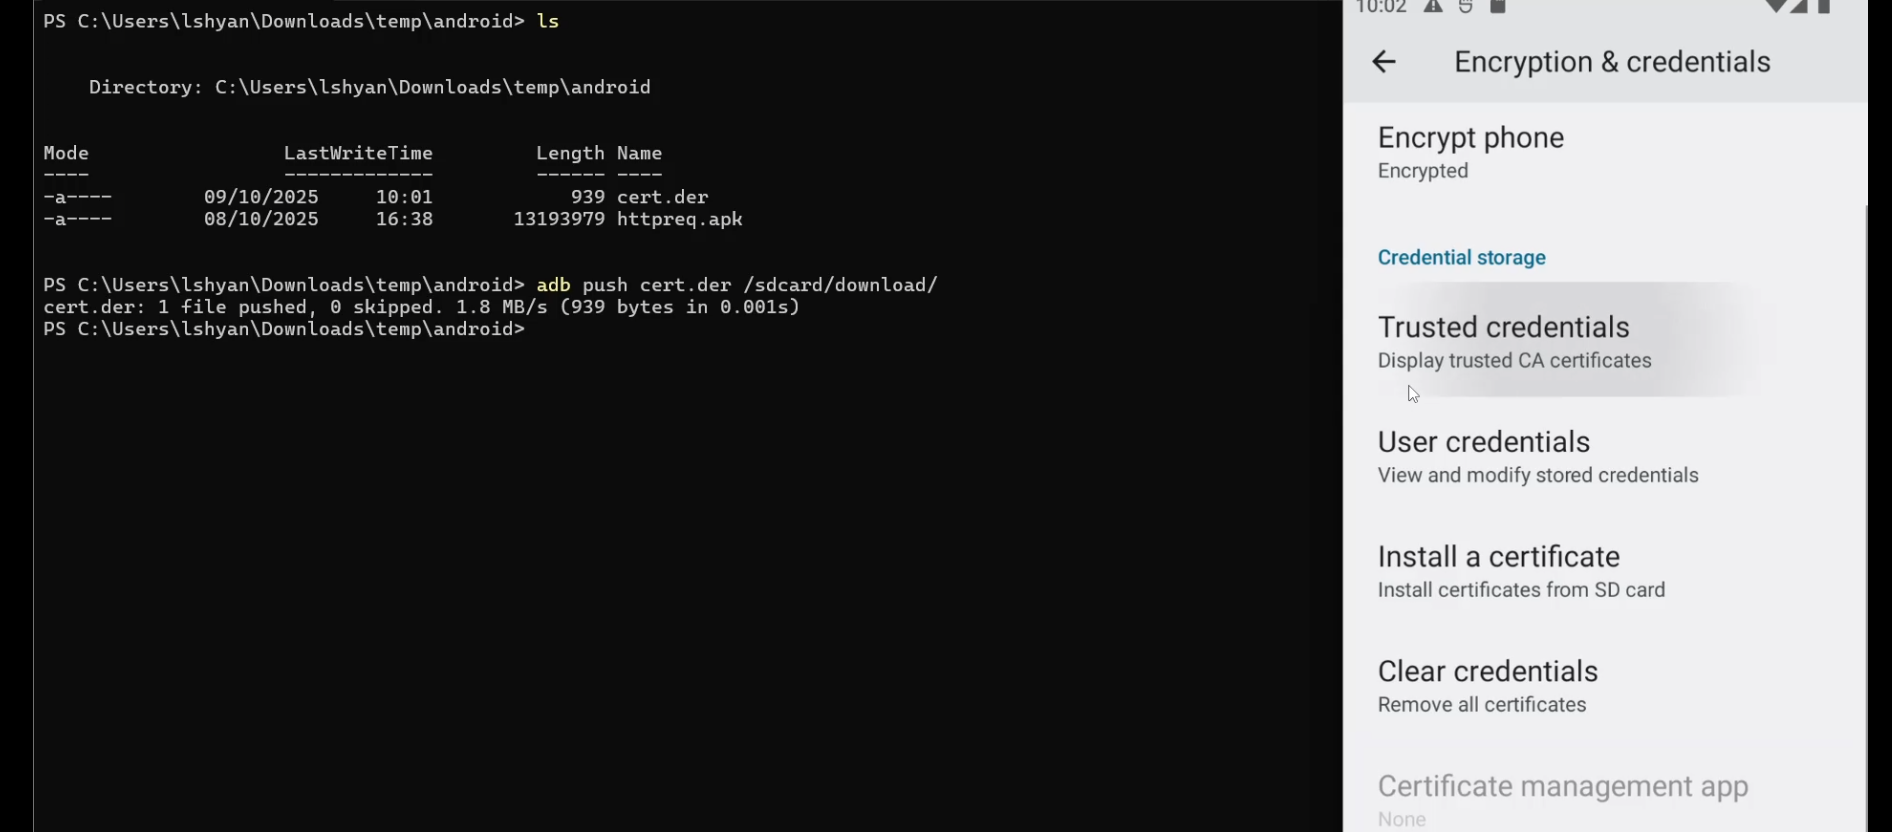 PS C:\Users\lshyan\Downloads\temp\android> ls
Directory: C:\Users\lshyan\Downloads\temp\android
Mode LastWriteTime Length Name
---- ------------- ------ ----
-a---- 09/10/2025 10:01 939 cert.der
-a---- 08/10/2025 16:38 13193979 httpreq.apk
PS C:\Users\lshyan\Downloads\temp\android> adb push cert.der /sdcard/download/
cert.der: 1 file pushed, 0 skipped. 1.8 MB/s (939 bytes in 0.001s)
PS C:\Users\lshyan\Downloads\temp\android>
10:02
Encryption & credentials
Encrypt phone
Encrypted
Credential storage
Trusted credentials
Display trusted CA certificates
User credentials
View and modify stored credentials
Install a certificate
Install certificates from SD card
Clear credentials
Remove all certificates
Certificate management app
None